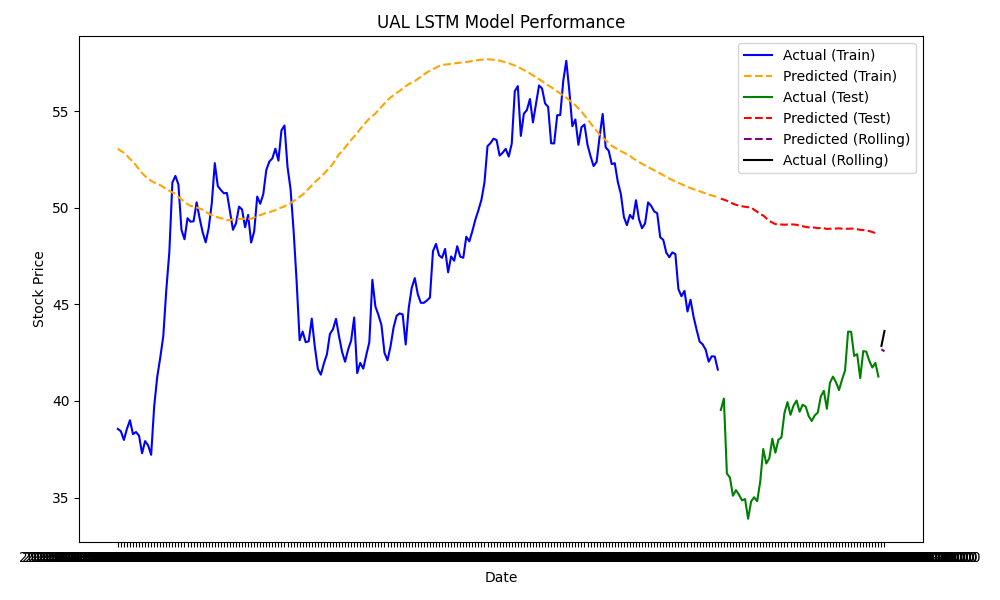 UAL LSTM Model Performance
Actual (Train)
Predicted (Train)
Actual (Test)
Predicted (Test)
Predicted (Rolling)
Actual (Rolling)
Stock Price
55
50
45
40
35
Date